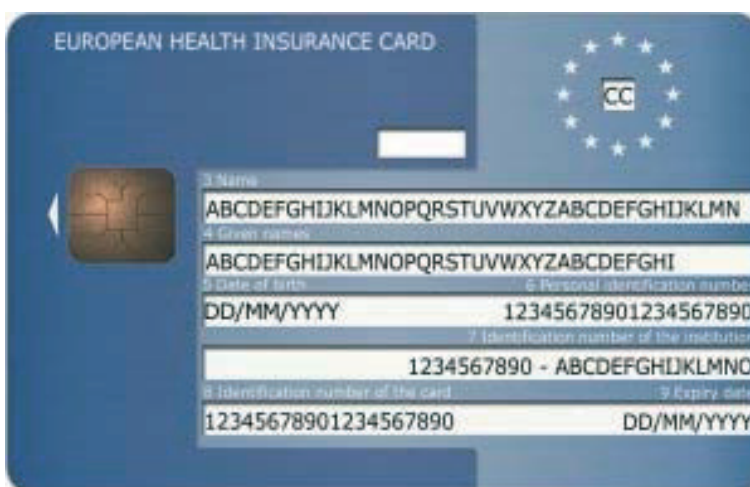 EUROPEAN HEALTH INSURANCE CARD
CC
3 Name
ABCDEFGHIJKLMNOPQRSTUVWXYZABCDEFGHIJKLMN
4 Given names
ABCDEFGHIJKLMNOPQRSTUVWXYZABCDEFGHI
5 Date of birth 6 Personal identification number
DD/MM/YYYY 12345678901234567890
7 Identification number of the institution
1234567890 - ABCDEFGHIJKLMNO
8 Identification number of the card 9 Expiry date
12345678901234567890 DD/MM/YYYY